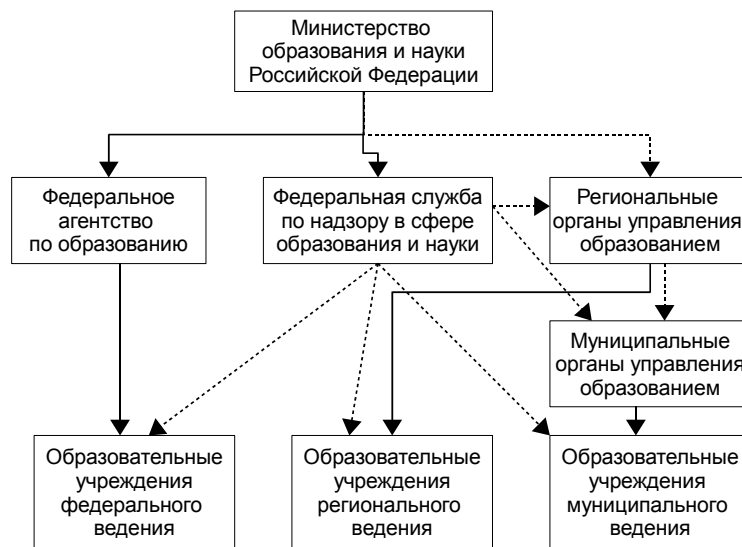 Министерство
образования и науки
Российской Федерации
Федеральное
агентство
по образованию
Федеральная служба
по надзору в сфере
образования и науки
Региональные
органы управления
образованием
Муниципальные
органы управления
образованием
Образовательные
учреждения
федерального
ведения
Образовательные
учреждения
регионального
ведения
Образовательные
учреждения
муниципального
ведения